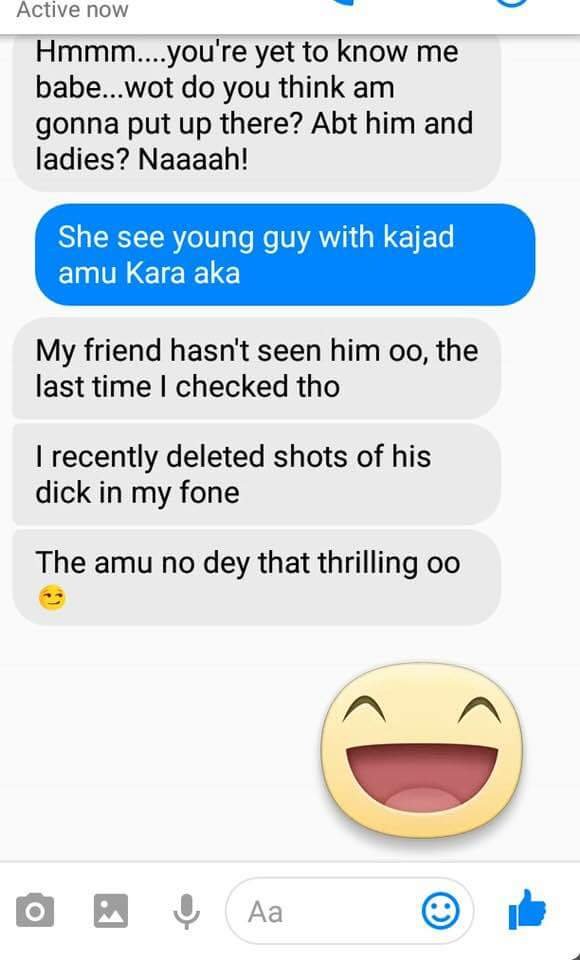 Active now
Hmmm....you're yet to know me
babe...wot do you think am
gonna put up there? Abt him and
ladies? Naaaah!
She see young guy with kajad
amu Kara aka
My friend hasn't seen him oo, the
last time I checked tho
I recently deleted shots of his
dick in my fone
The amu no dey that thrilling oo
😏
Aa